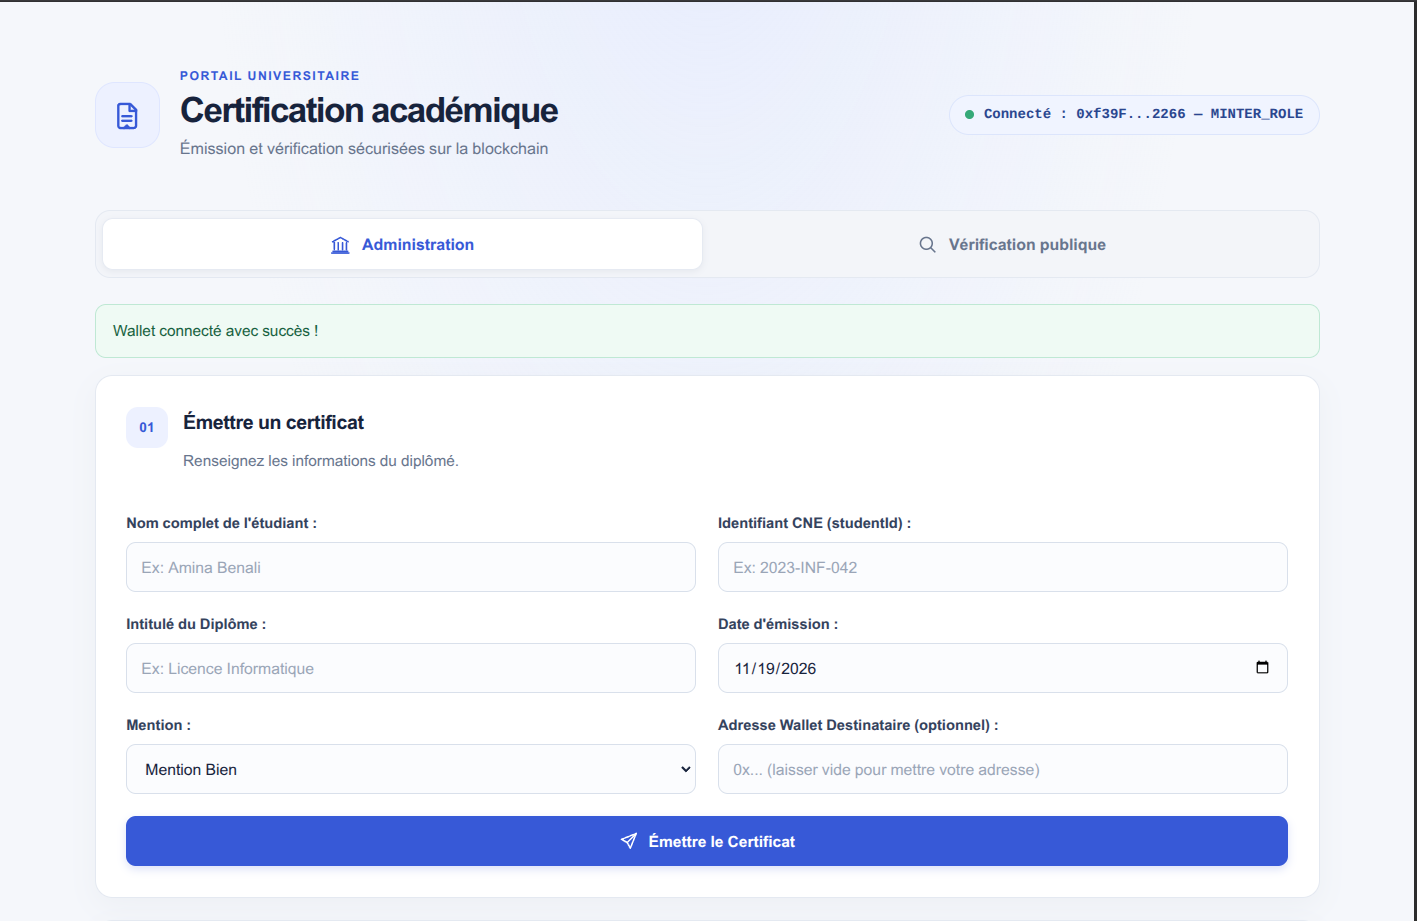 PORTAIL UNIVERSITAIRE
Certification académique
Émission et vérification sécurisées sur la blockchain
Connecté : 0xf39F...2266 — MINTER_ROLE
Administration
Vérification publique
Wallet connecté avec succès !
01
Émettre un certificat
Renseignez les informations du diplômé.
Nom complet de l'étudiant :
Identifiant CNE (studentId) :
Ex: Amina Benali
Ex: 2023-INF-042
Intitulé du Diplôme :
Date d'émission :
Ex: Licence Informatique
11/19/2026
Mention :
Adresse Wallet Destinataire (optionnel) :
Mention Bien
0x... (laisser vide pour mettre votre adresse)
Émettre le Certificat